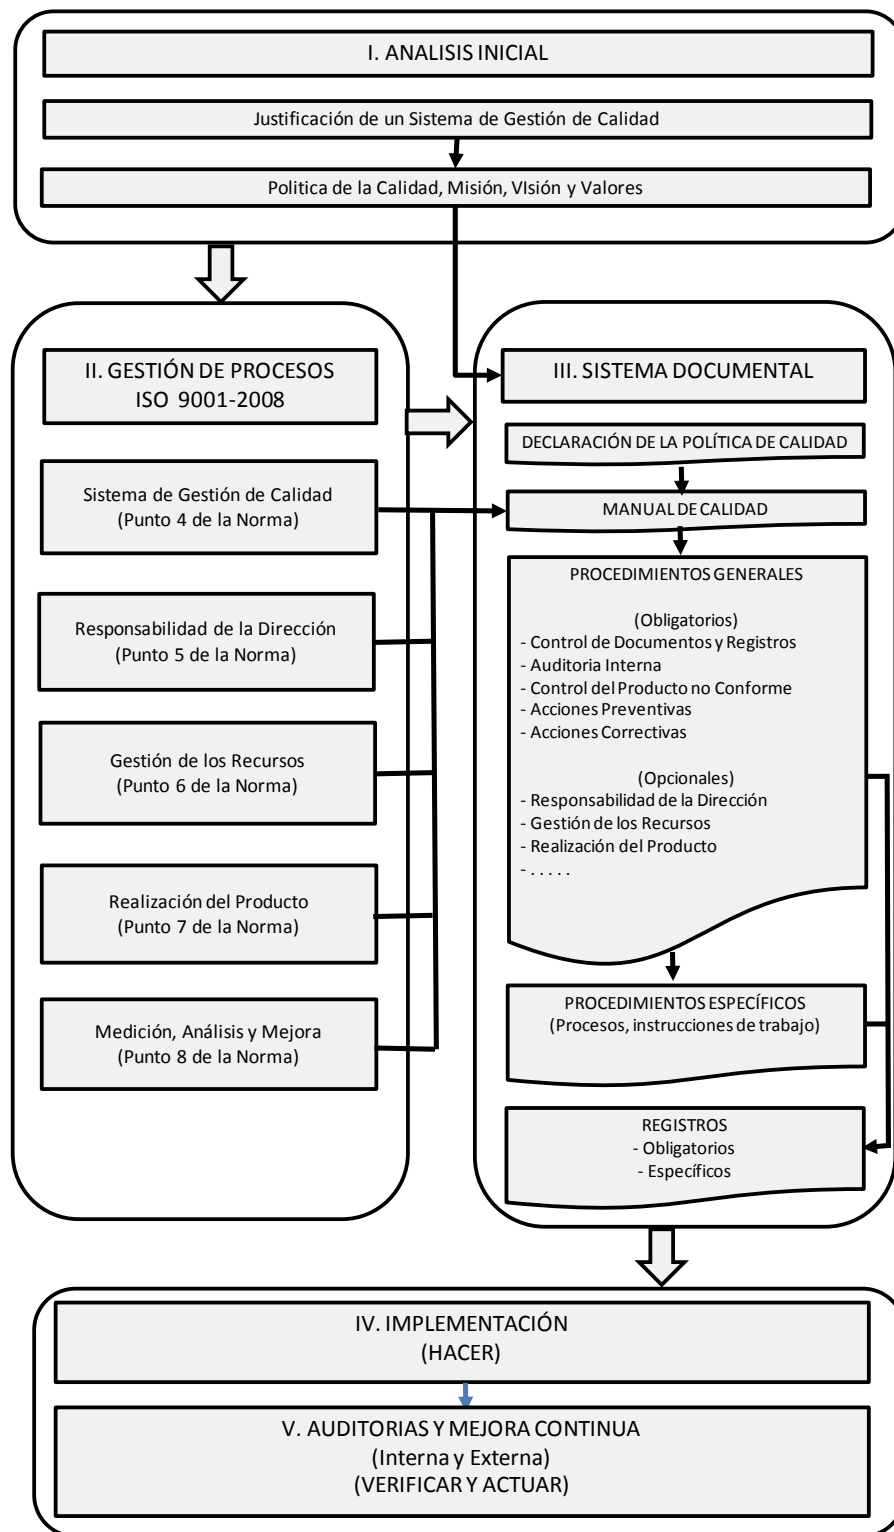 I. ANALISIS INICIAL
Justificación de un Sistema de Gestión de Calidad
Politica de la Calidad, Misión, VIsión y Valores
II. GESTIÓN DE PROCESOS
ISO 9001-2008
Sistema de Gestión de Calidad
(Punto 4 de la Norma)
Responsabilidad de la Dirección
(Punto 5 de la Norma)
Gestión de los Recursos
(Punto 6 de la Norma)
Realización del Producto
(Punto 7 de la Norma)
Medición, Análisis y Mejora
(Punto 8 de la Norma)
III. SISTEMA DOCUMENTAL
DECLARACIÓN DE LA POLÍTICA DE CALIDAD
MANUAL DE CALIDAD
PROCEDIMIENTOS GENERALES
(Obligatorios)
- Control de Documentos y Registros
- Auditoria Interna
- Control del Producto no Conforme
- Acciones Preventivas
- Acciones Correctivas
(Opcionales)
- Responsabilidad de la Dirección
- Gestión de los Recursos
- Realización del Producto
- . . . . .
PROCEDIMIENTOS ESPECÍFICOS
(Procesos, instrucciones de trabajo)
REGISTROS
- Obligatorios
- Específicos
IV. IMPLEMENTACIÓN
(HACER)
V. AUDITORIAS Y MEJORA CONTINUA
(Interna y Externa)
(VERIFICAR Y ACTUAR)